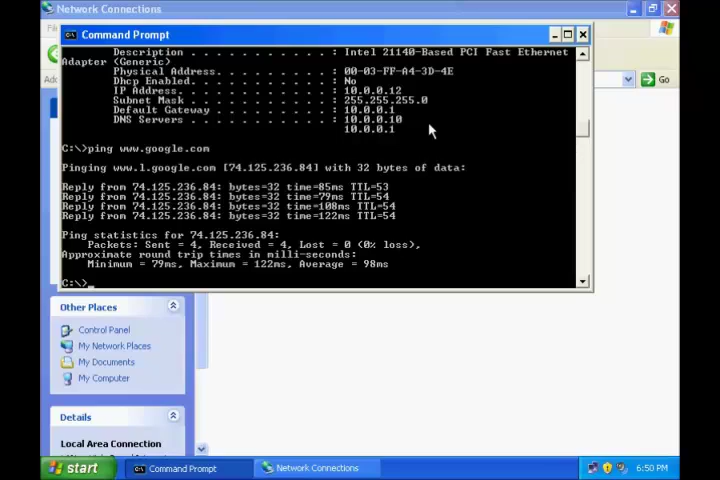 Network Connections
Command Prompt
Description . . . . . . . . . . . : Intel 21140-Based PCI Fast Ethernet
Adapter (Generic)
Physical Address. . . . . . . . . : 00-03-FF-A4-3D-4E
Dhcp Enabled. . . . . . . . . . . : No
IP Address. . . . . . . . . . . . : 10.0.0.12
Subnet Mask . . . . . . . . . . . : 255.255.255.0
Default Gateway . . . . . . . . . : 10.0.0.1
DNS Servers . . . . . . . . . . . : 10.0.0.10
10.0.0.1
C:\>ping www.google.com
Pinging www.l.google.com [74.125.236.84] with 32 bytes of data:
Reply from 74.125.236.84: bytes=32 time=85ms TTL=53
Reply from 74.125.236.84: bytes=32 time=79ms TTL=54
Reply from 74.125.236.84: bytes=32 time=108ms TTL=54
Reply from 74.125.236.84: bytes=32 time=122ms TTL=54
Ping statistics for 74.125.236.84:
Packets: Sent = 4, Received = 4, Lost = 0 (0% loss),
Approximate round trip times in milli-seconds:
Minimum = 79ms, Maximum = 122ms, Average = 98ms
C:\>_
Go
Other Places
Control Panel
My Network Places
My Documents
My Computer
Details
Local Area Connection
start
Command Prompt
Network Connections
6:50 PM